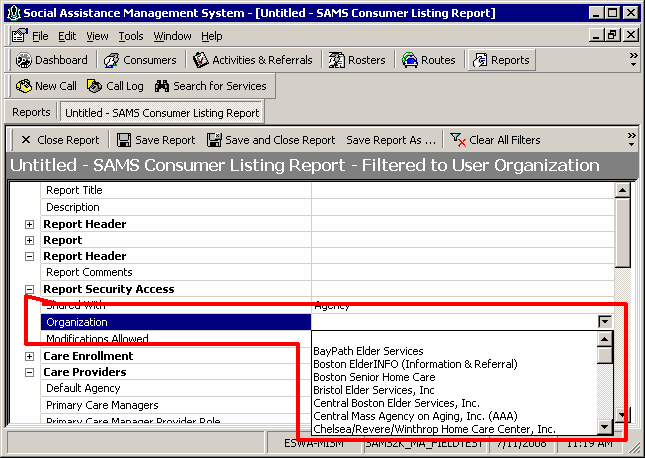 Social Assistance Management System - [Untitled - SAMS Consumer Listing Report]
File Edit View Tools Window Help
Dashboard Consumers Activities & Referrals Rosters Routes Reports
New Call Call Log Search for Services
Reports Untitled - SAMS Consumer Listing Report
Close Report Save Report Save and Close Report Save Report As ... Clear All Filters
Untitled - SAMS Consumer Listing Report - Filtered to User Organization
Report Title
Description
Report Header
Report
Report Header
Report Comments
Report Security Access
Shared With Agency
Organization
Modifications Allowed
BayPath Elder Services
Care Enrollment
Boston ElderINFO (Information & Referral)
Care Providers
Boston Senior Home Care
Default Agency
Bristol Elder Services, Inc
Primary Care Managers
Central Boston Elder Services, Inc.
Central Mass Agency on Aging, Inc. (AAA)
Primary Care Manager Provider Role
Chelsea/Revere/Winthrop Home Care Center, Inc.
ESWA-MISM SAMS2K_MA_FIELDTEST 7/11/2008 11:19 AM